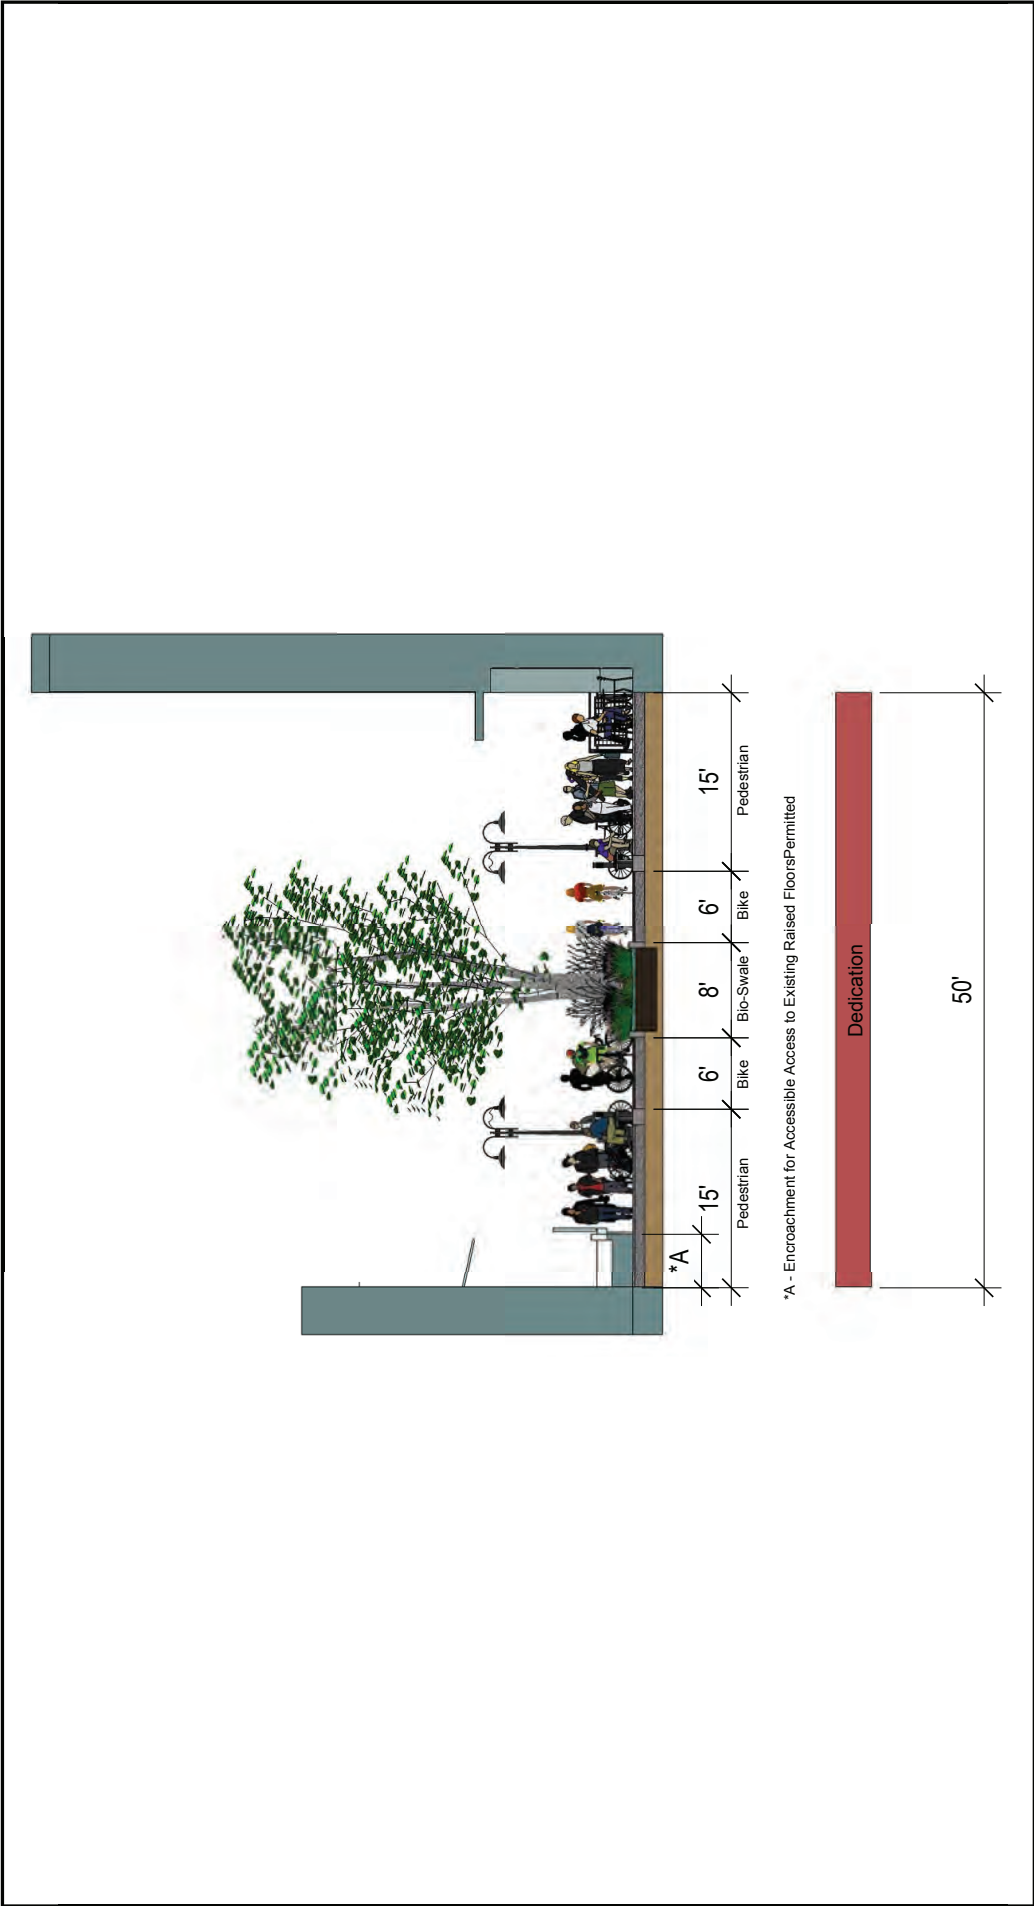 *A
15'
6'
8'
6'
15'
Pedestrian
Bike
Bio-Swale
Bike
Pedestrian
*A - Encroachment for Accessible Access to Existing Raised FloorsPermitted
Dedication
50'